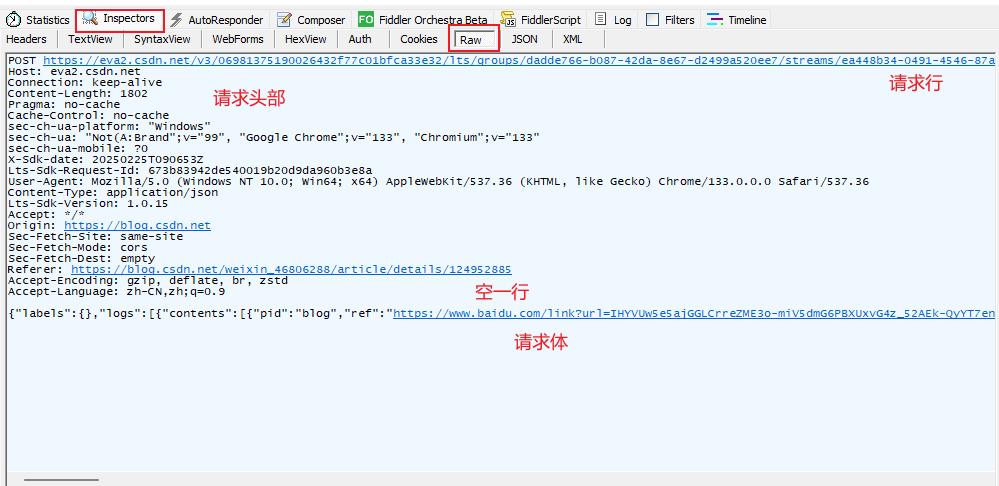 Statistics Inspectors AutoResponder Composer FO Fiddler Orchestra Beta FiddlerScript Log Filters Timeline
Headers TextView SyntaxView WebForms HexView Auth Cookies Raw JSON XML
POST https://eva2.csdn.net/v3/06981375190026432f77c01bfca33e32/lts/groups/dadde766-b087-42da-8e67-d2499a520ee7/streams/ea448b34-0491-4546-87a
请求行
Host: eva2.csdn.net
Connection: keep-alive
Content-Length: 1802
请求头部
Pragma: no-cache
Cache-Control: no-cache
sec-ch-ua-platform: "Windows"
sec-ch-ua: "Not(A:Brand";v="99", "Google Chrome";v="133", "Chromium";v="133"
sec-ch-ua-mobile: ?0
X-Sdk-date: 20250225T090653Z
Lts-Sdk-Request-Id: 673b83942de540019b20d9da960b3e8a
User-Agent: Mozilla/5.0 (Windows NT 10.0; Win64; x64) AppleWebKit/537.36 (KHTML, like Gecko) Chrome/133.0.0.0 Safari/537.36
Content-Type: application/json
Lts-Sdk-Version: 1.0.15
Accept: */*
Origin: https://blog.csdn.net
Sec-Fetch-Site: same-site
Sec-Fetch-Mode: cors
Sec-Fetch-Dest: empty
Referer: https://blog.csdn.net/weixin_46806288/article/details/124952885
Accept-Encoding: gzip, deflate, br, zstd
Accept-Language: zh-CN,zh;q=0.9
空一行
{"labels":{},"logs":[{"contents":[{"pid":"blog","ref":"https://www.baidu.com/link?url=IHYVUw5e5ajGGLCrreZME3o-miV5dmG6PBXUxvG4z_52AEk-QyYT7en
请求体